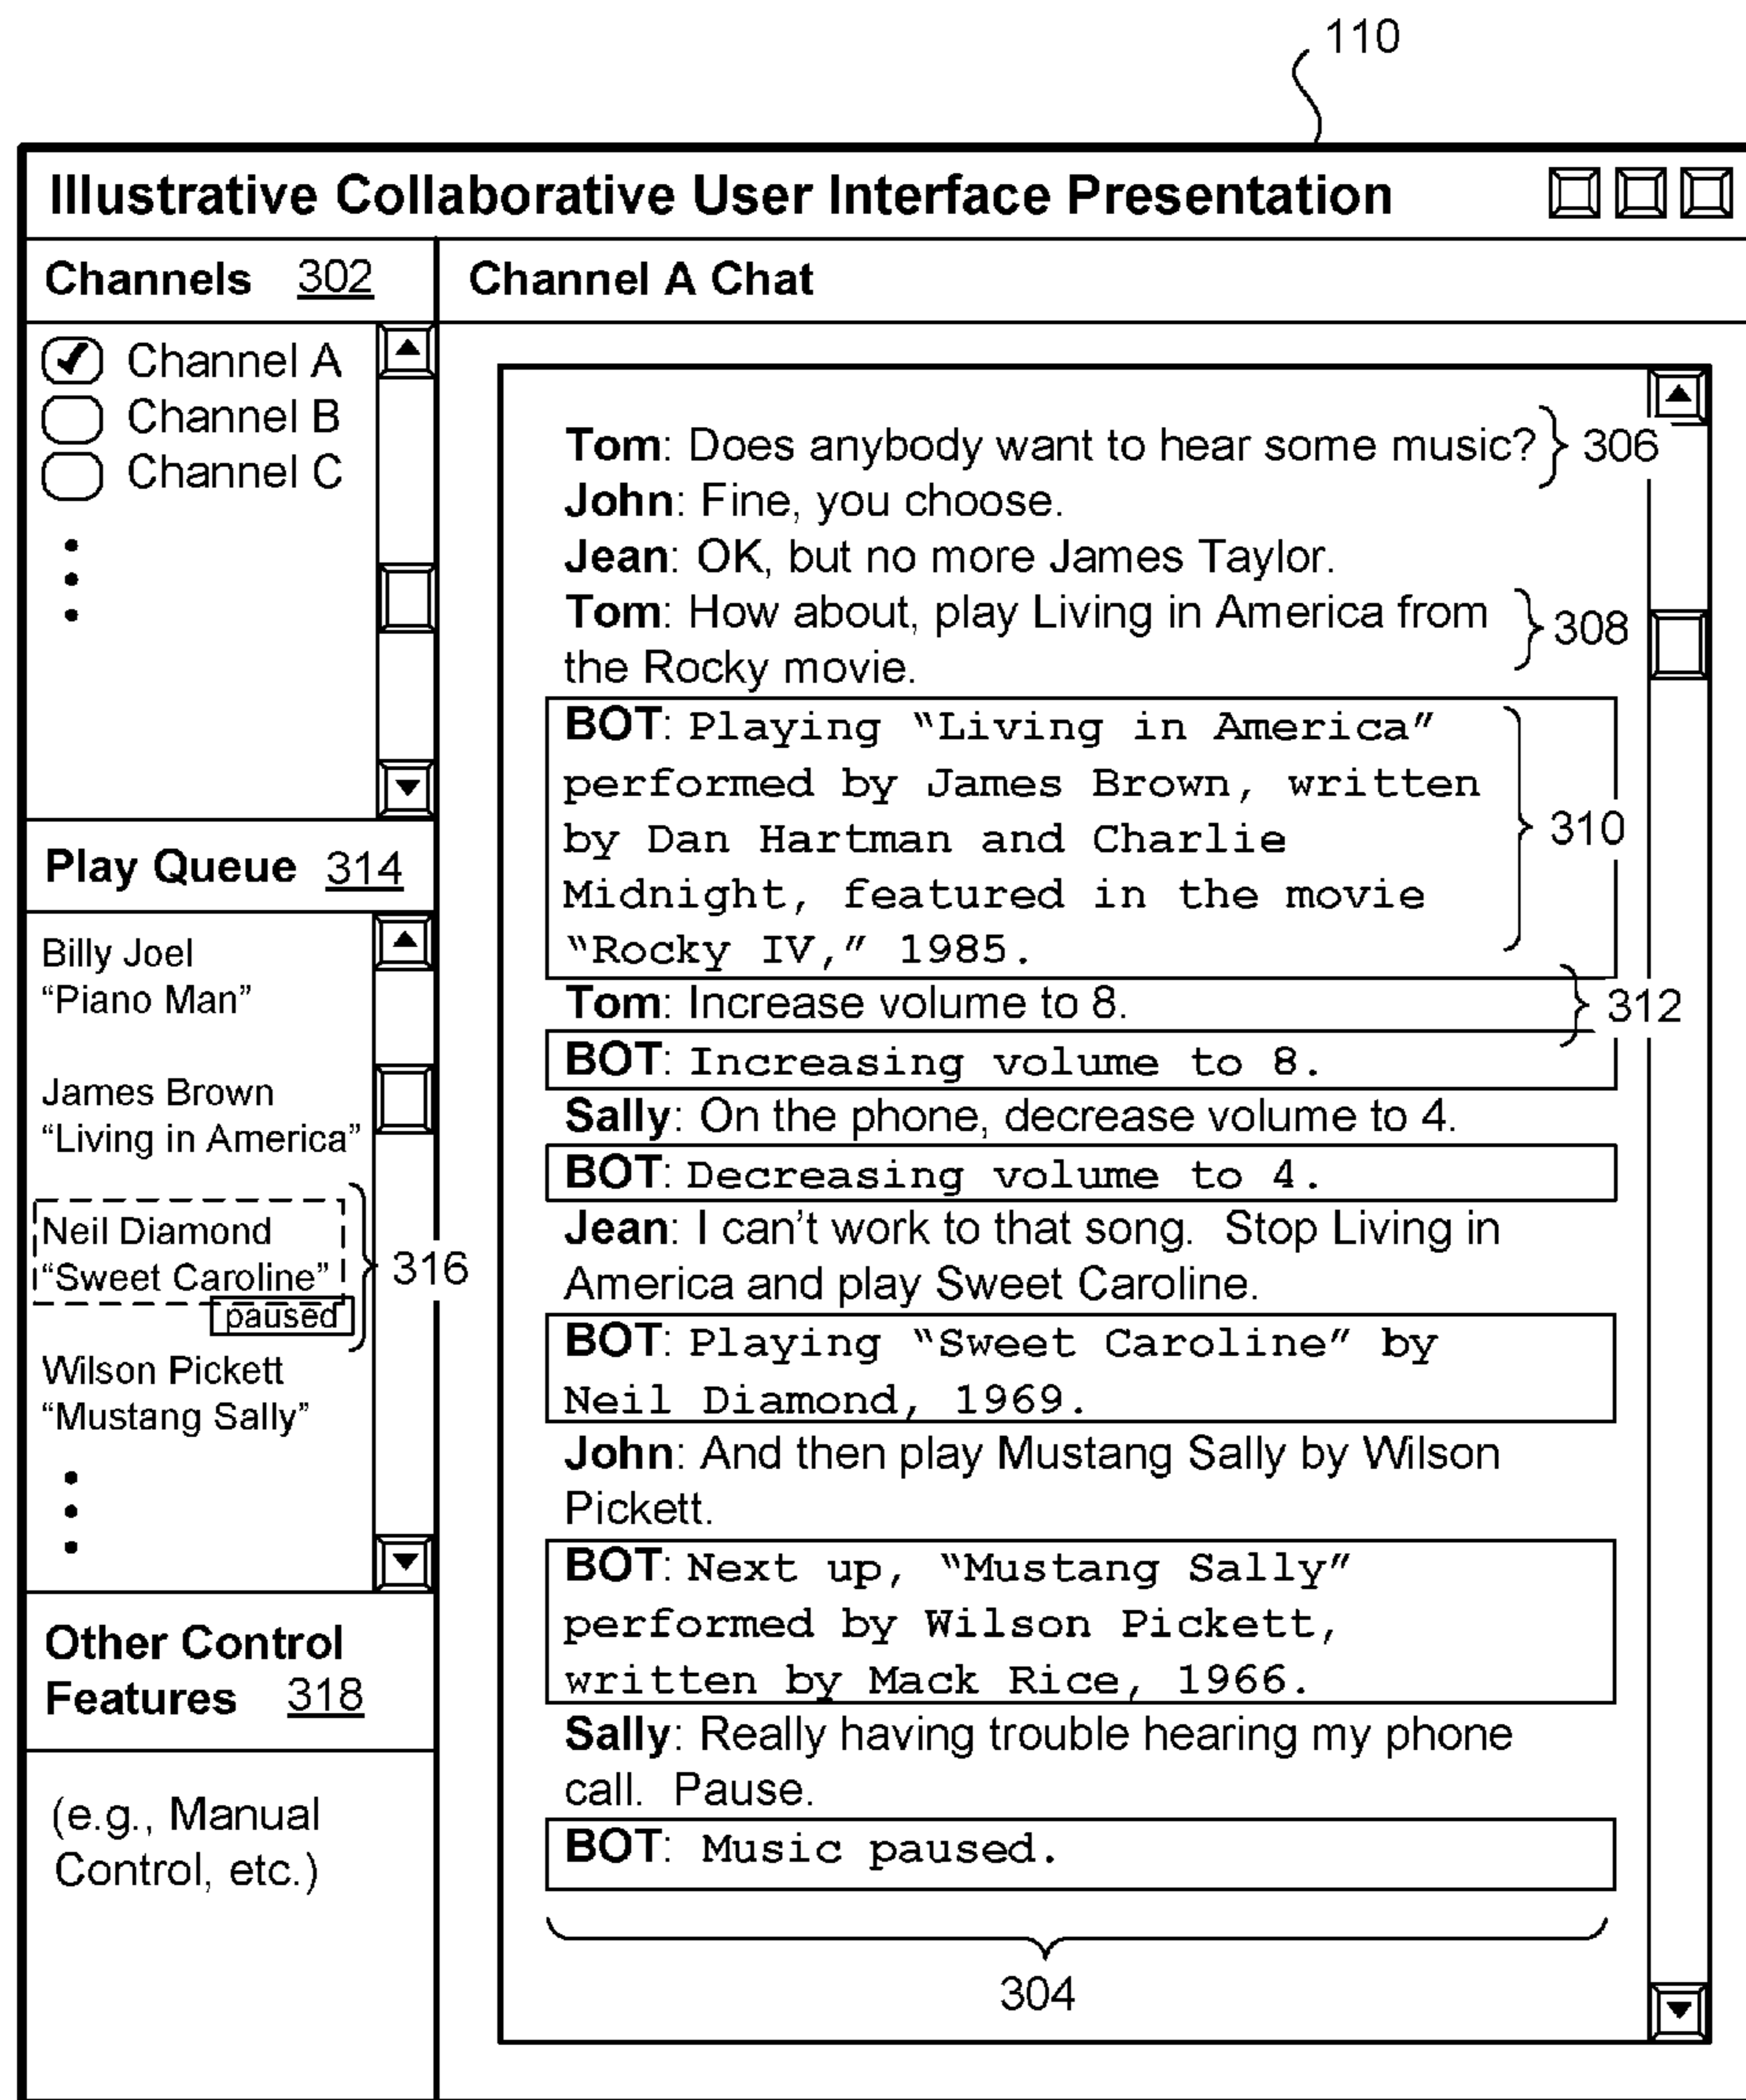 110
Illustrative Collaborative User Interface Presentation
Channels 302
Channel A
Channel B
Channel C
Play Queue 314
Billy Joel
“Piano Man”
James Brown
“Living in America”
Neil Diamond
“Sweet Caroline”
paused
316
Wilson Pickett
“Mustang Sally”
Other Control
Features 318
(e.g., Manual
Control, etc.)
Channel A Chat
Tom: Does anybody want to hear some music? 306
John: Fine, you choose.
Jean: OK, but no more James Taylor.
Tom: How about, play Living in America from
the Rocky movie.
308
BOT: Playing “Living in America”
performed by James Brown, written
by Dan Hartman and Charlie
Midnight, featured in the movie
“Rocky IV,” 1985.
310
Tom: Increase volume to 8. 312
BOT: Increasing volume to 8.
Sally: On the phone, decrease volume to 4.
BOT: Decreasing volume to 4.
Jean: I can’t work to that song. Stop Living in
America and play Sweet Caroline.
BOT: Playing “Sweet Caroline” by
Neil Diamond, 1969.
John: And then play Mustang Sally by Wilson
Pickett.
BOT: Next up, “Mustang Sally”
performed by Wilson Pickett,
written by Mack Rice, 1966.
Sally: Really having trouble hearing my phone
call. Pause.
BOT: Music paused.
304